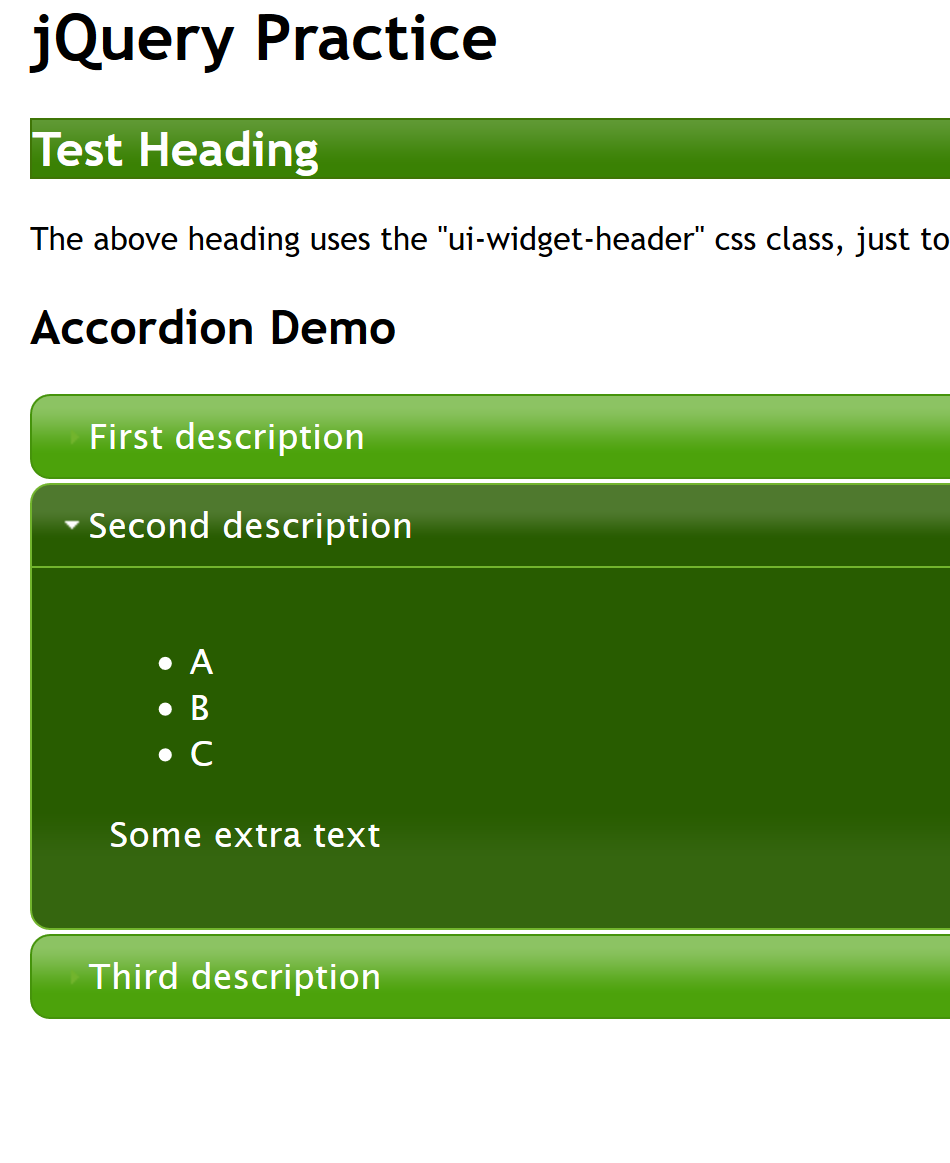 jQuery Practice
Test Heading
The above heading uses the "ui-widget-header" css class, just to
Accordion Demo
First description
Second description
A
B
C
Some extra text
Third description